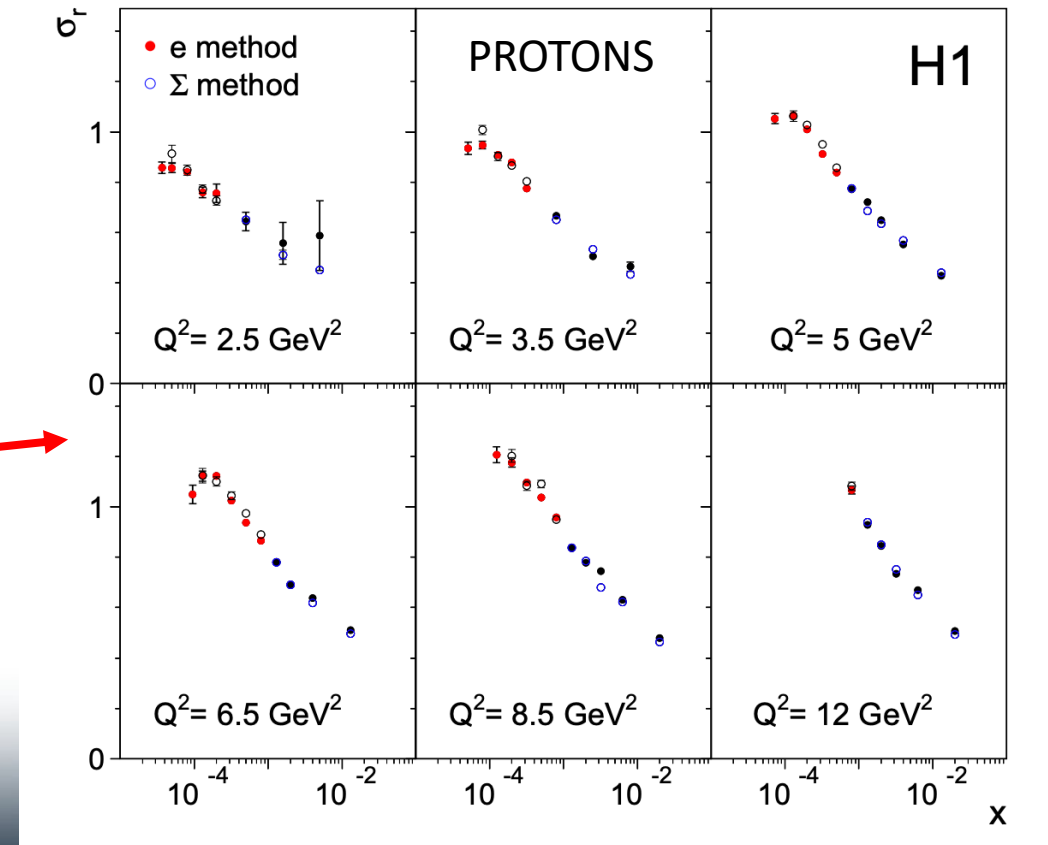 σr
e method
Σ method
PROTONS
H1
1
Q²= 2.5 GeV²
Q²= 3.5 GeV²
Q²= 5 GeV²
0
1
Q²= 6.5 GeV²
Q²= 8.5 GeV²
Q²= 12 GeV²
0
10⁻⁴ 10⁻² 10⁻⁴ 10⁻² 10⁻⁴ 10⁻²
x